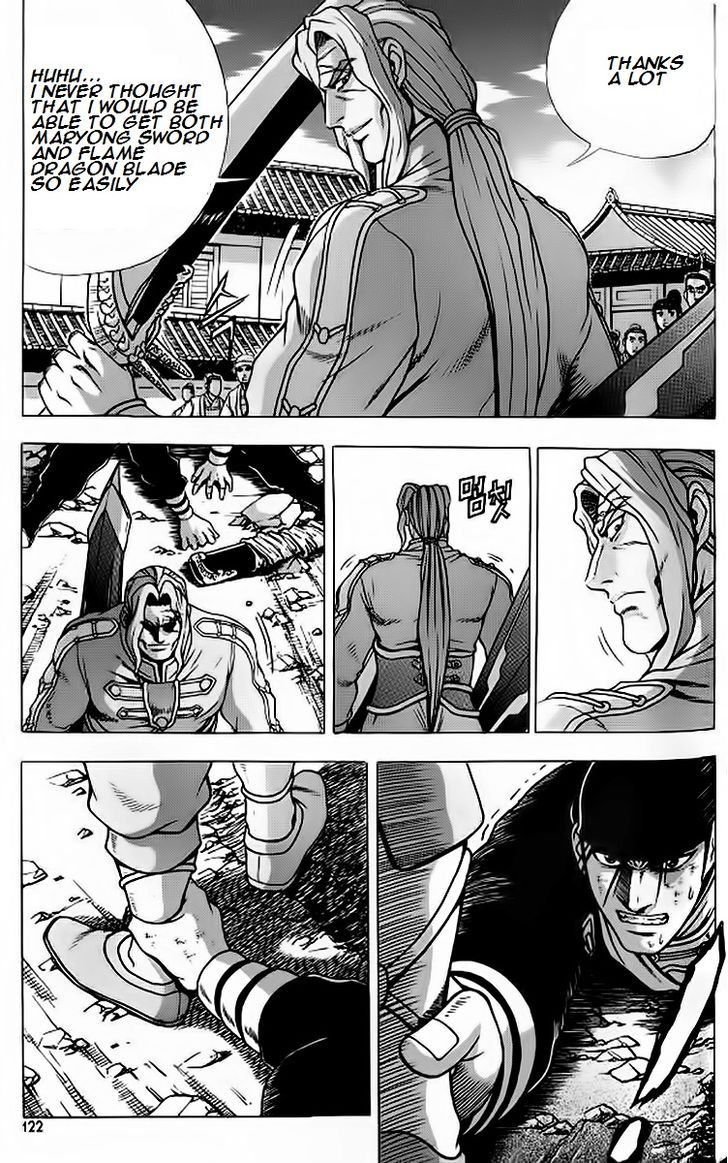 HUHU...
I NEVER THOUGHT
THAT I WOULD BE
ABLE TO GET BOTH
MARYONG SWORD
AND FLAME
DRAGON BLADE
SO EASILY
THANKS
A LOT
멈칫
122